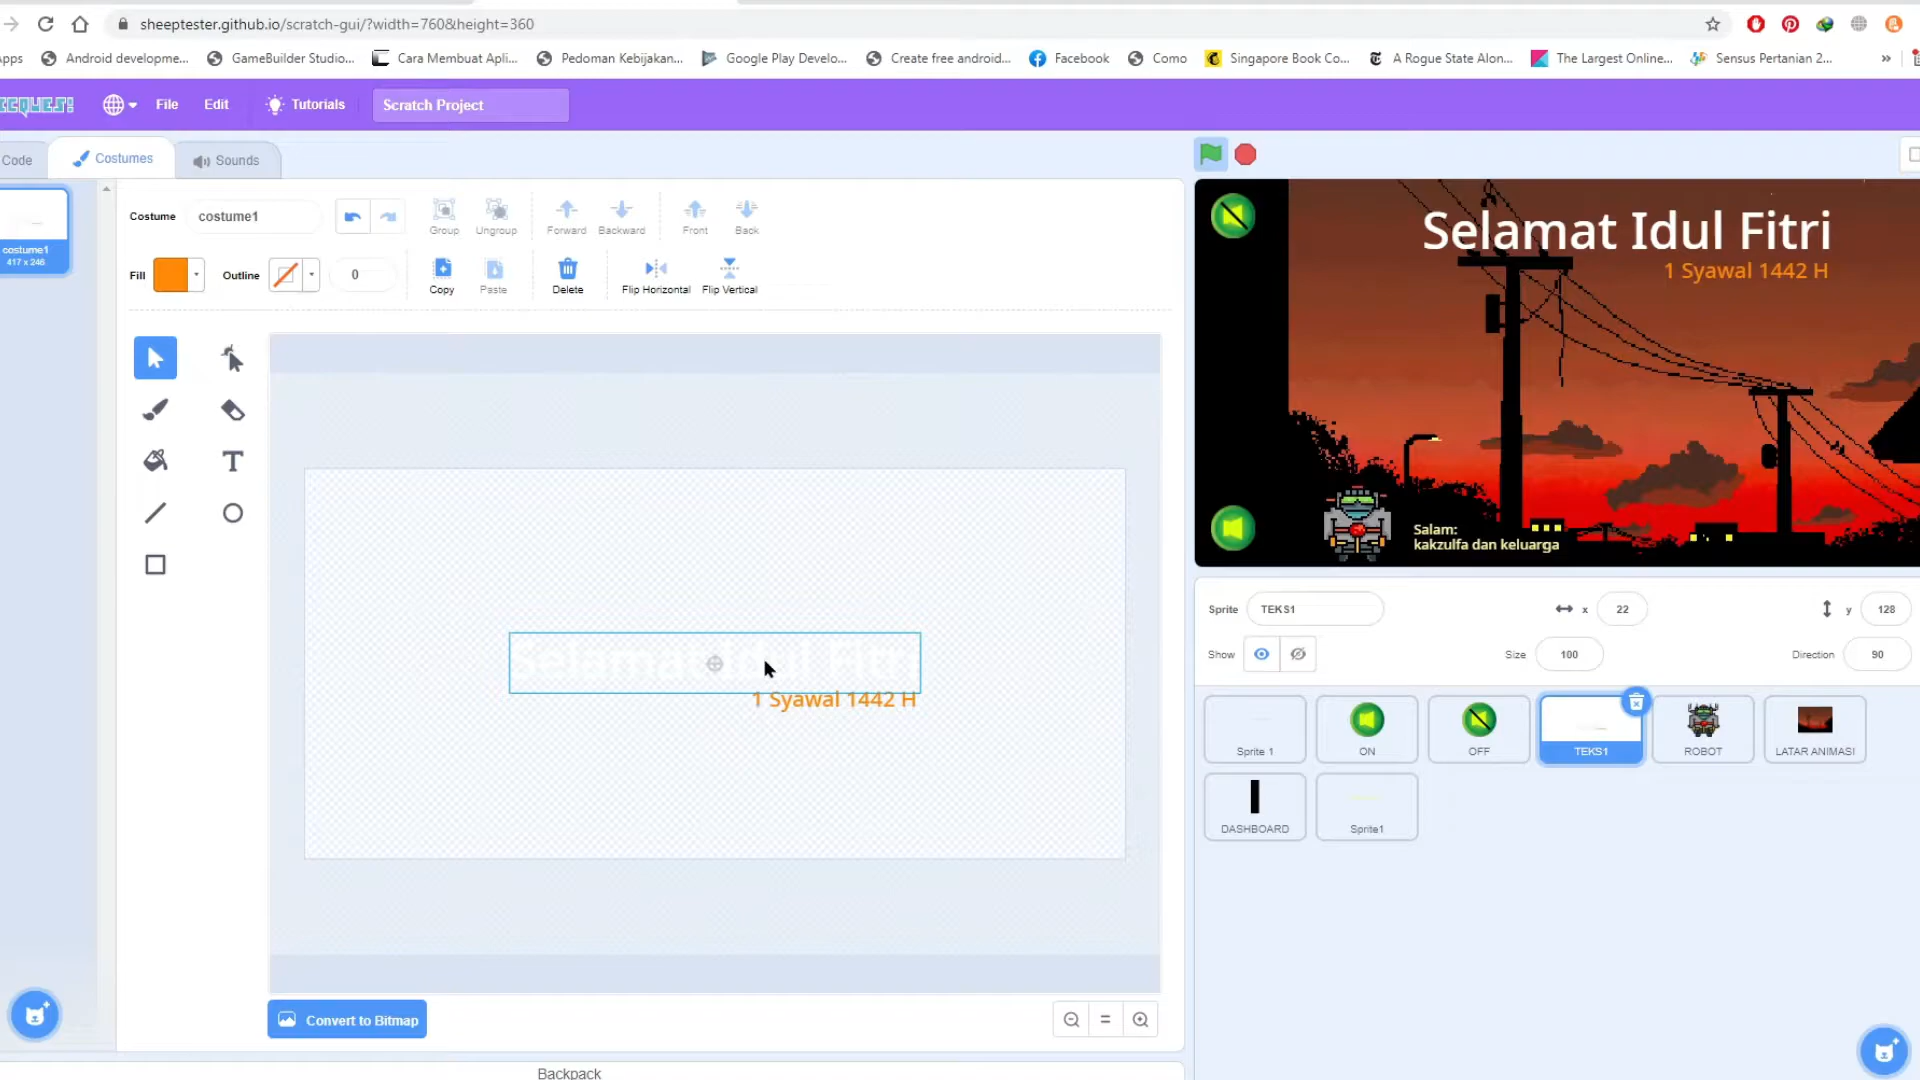 sheeptester.github.io/scratch-gui/?width=760&height=360
pps
Android developme...
GameBuilder Studio...
Cara Membuat Apli...
Pedoman Kebijakan...
Google Play Develo...
Create free android...
Facebook
Como
Singapore Book Co...
A Rogue State Alon...
The Largest Online...
Sensus Pertanian 2...
»
File
Edit
Tutorials
Scratch Project
Code
Costumes
Sounds
costume1
417 x 246
Costume
costume1
Group
Ungroup
Forward
Backward
Front
Back
Fill
Outline
0
Copy
Paste
Delete
Flip Horizontal
Flip Vertical
Selamat Idul Fitri
1 Syawal 1442 H
Convert to Bitmap
Backpack
Selamat Idul Fitri
1 Syawal 1442 H
Salam:
kakzulfa dan keluarga
Sprite
TEKS1
x
22
y
128
Show
Size
100
Direction
90
Sprite 1
ON
OFF
TEKS1
ROBOT
LATAR ANIMASI
DASHBOARD
Sprite1